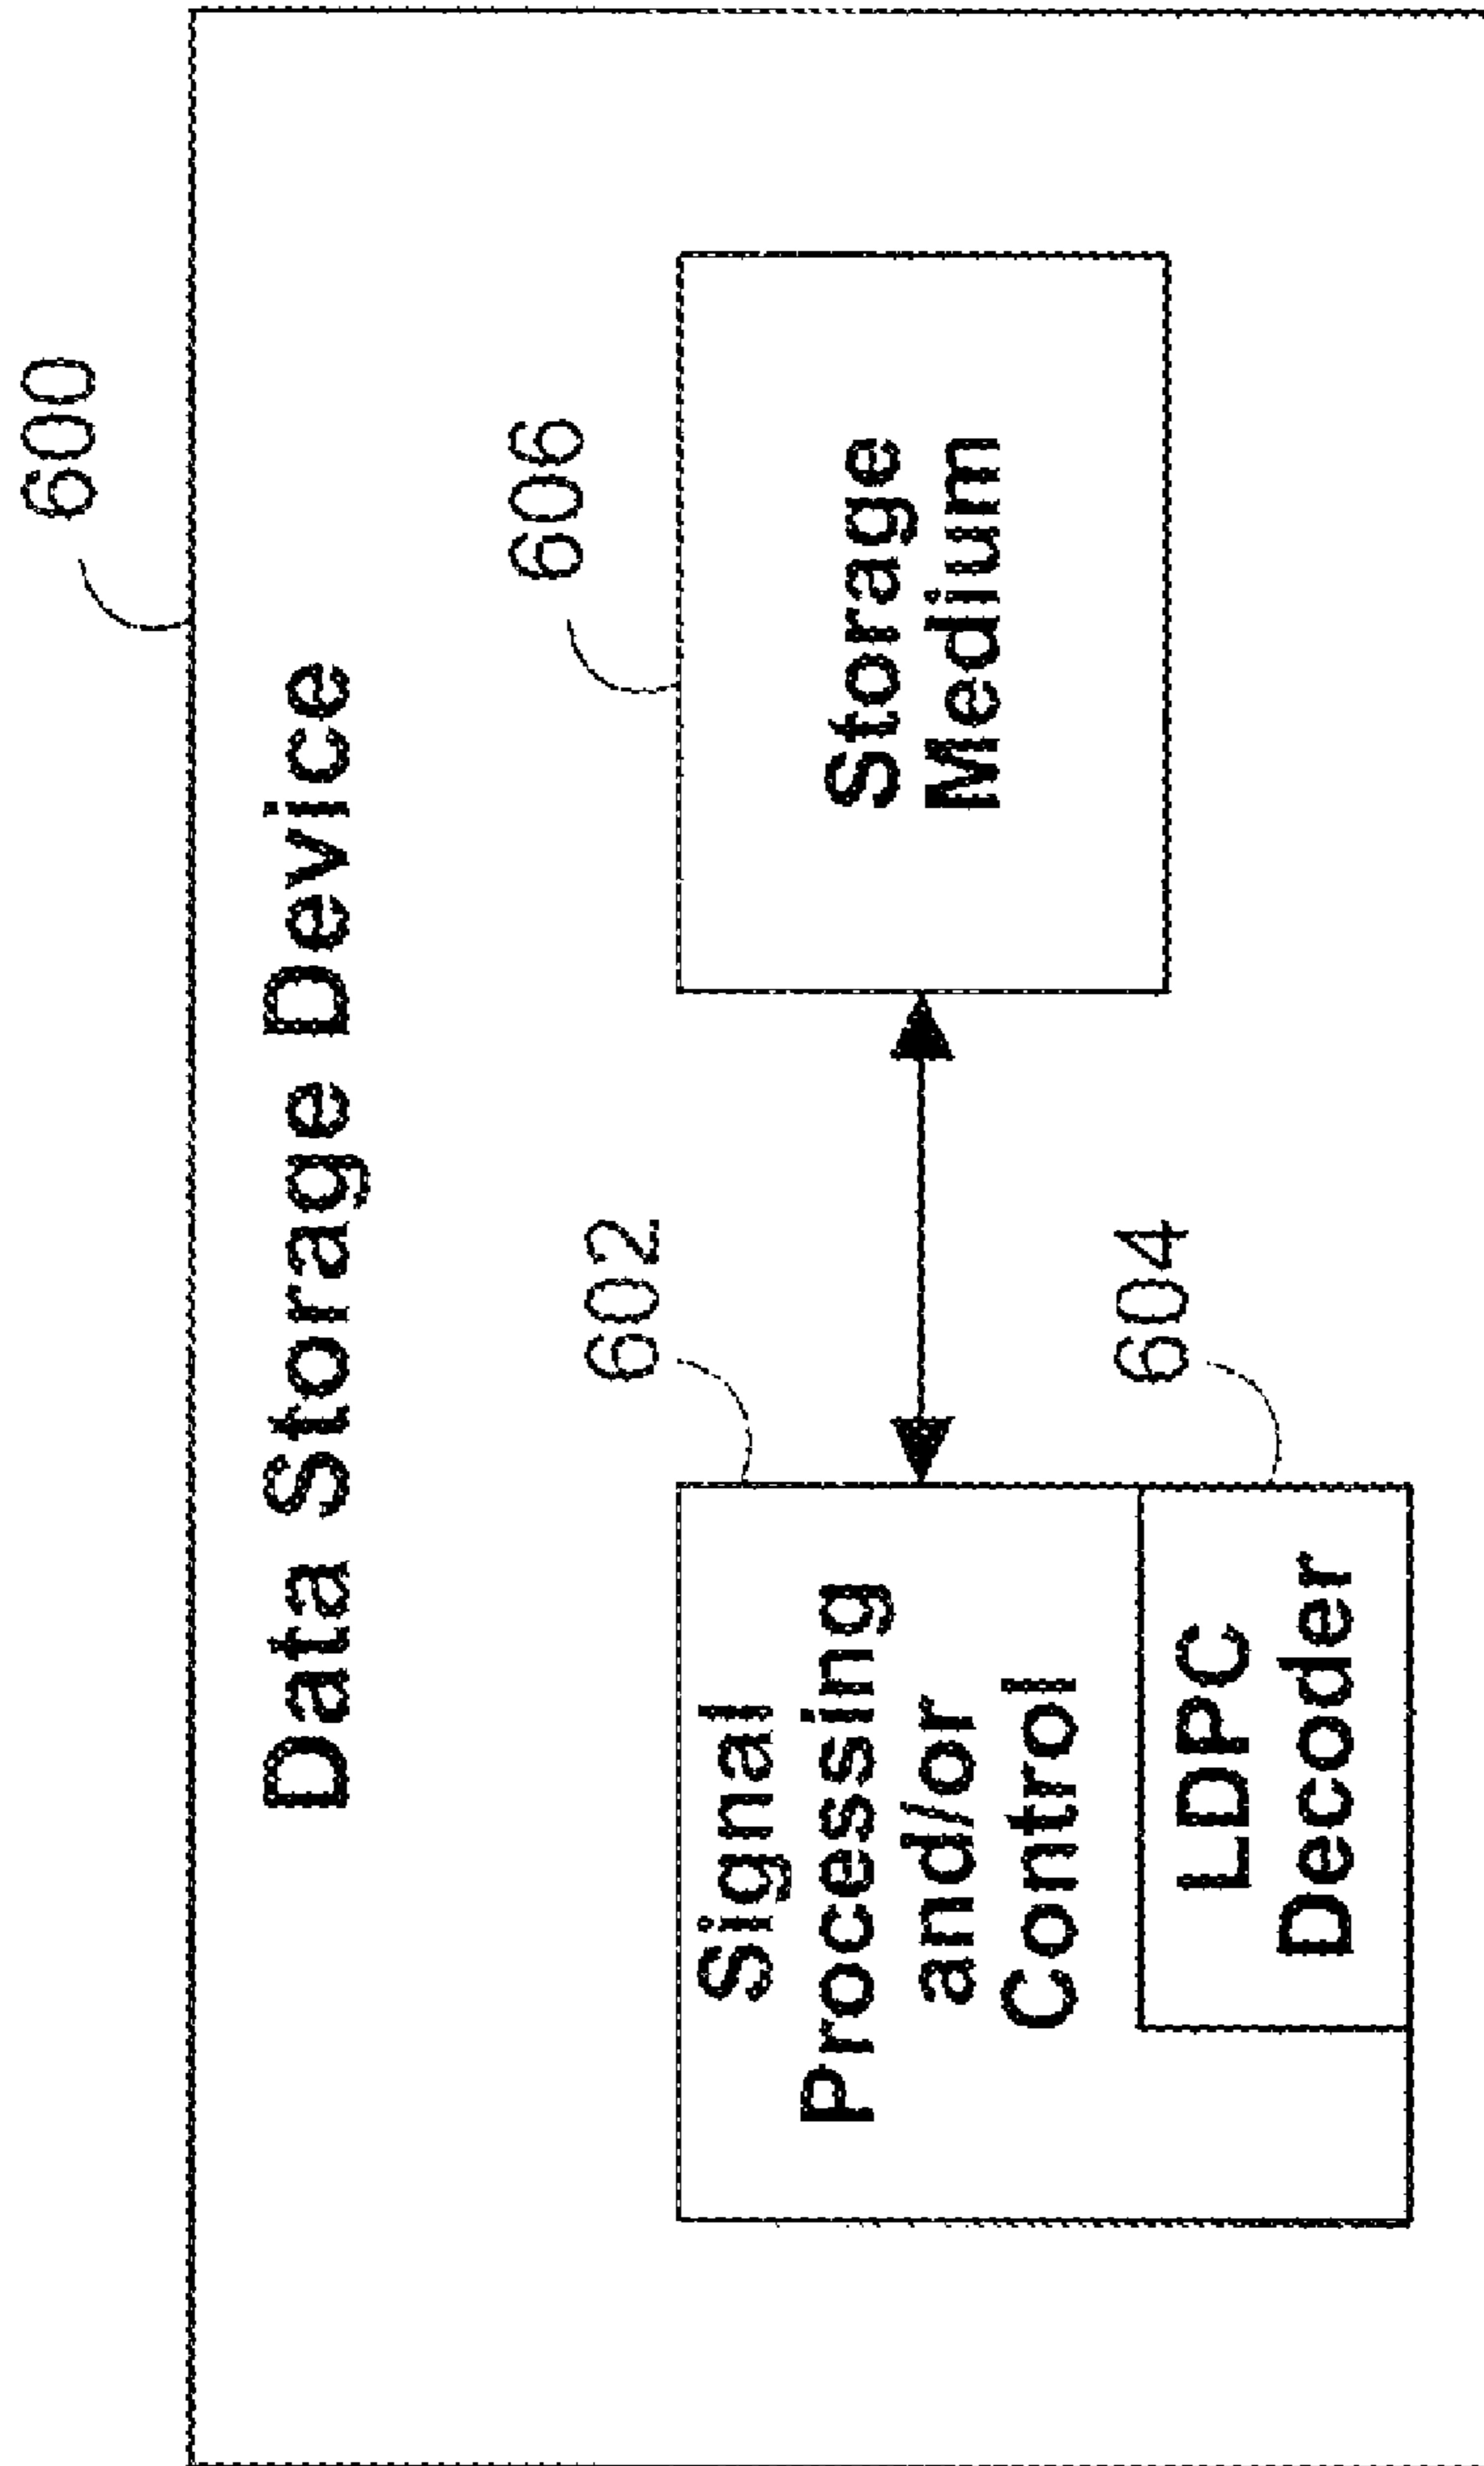 600
Data Storage Device
606
Storage
Medium
602
Signal
Processing
and/or
Control
604
LDPC
Decoder